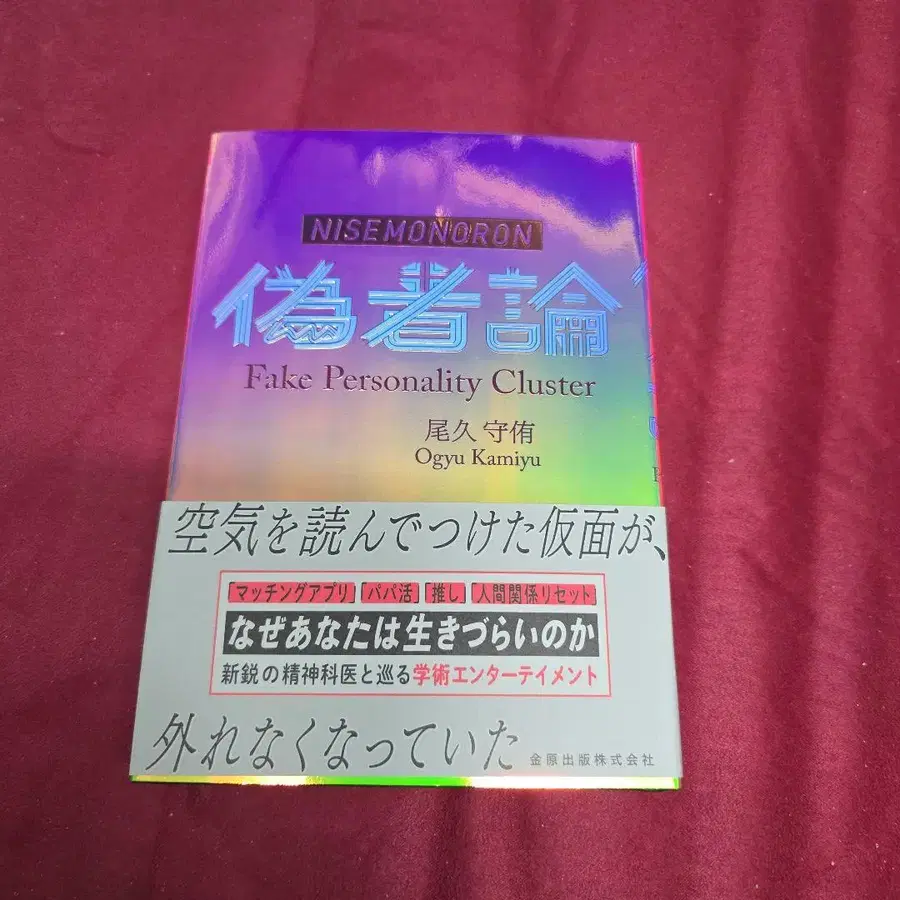 NISEMONORON
偽者論
Fake Personality Cluster
尾久 守侑
Ogyu Kamiyu
空気を読んでつけた仮面が、
「マッチングアプリ」「パパ活」「推し」「人間関係リセット」
なぜあなたは生きづらいのか
新鋭の精神科医と巡る学術エンターテイメント
外れなくなっていた
金原出版株式会社